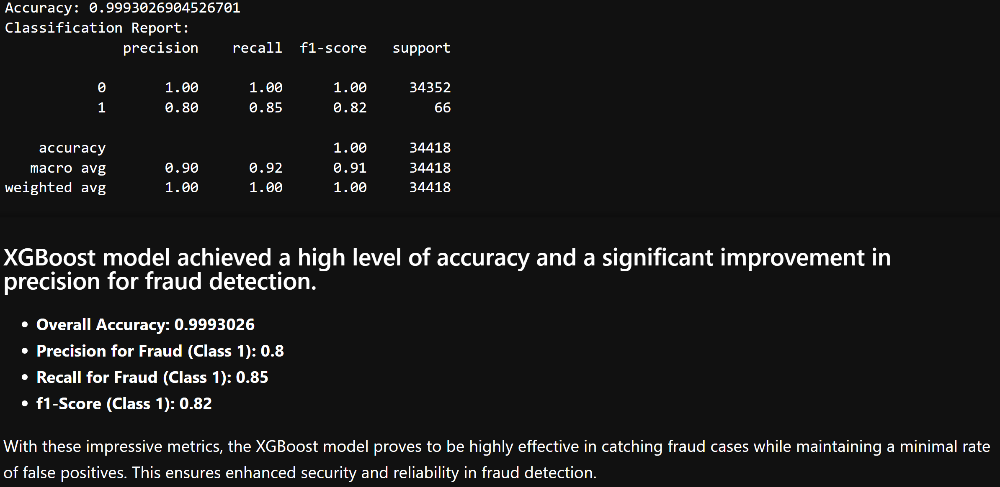 Accuracy: 0.9993026904526701
Classification Report:
precision recall f1-score support
0 1.00 1.00 1.00 34352
1 0.80 0.85 0.82 66
accuracy 1.00 34418
macro avg 0.90 0.92 0.91 34418
weighted avg 1.00 1.00 1.00 34418
XGBoost model achieved a high level of accuracy and a significant improvement in
precision for fraud detection.
• Overall Accuracy: 0.9993026
• Precision for Fraud (Class 1): 0.8
• Recall for Fraud (Class 1): 0.85
• f1-Score (Class 1): 0.82
With these impressive metrics, the XGBoost model proves to be highly effective in catching fraud cases while maintaining a minimal rate
of false positives. This ensures enhanced security and reliability in fraud detection.